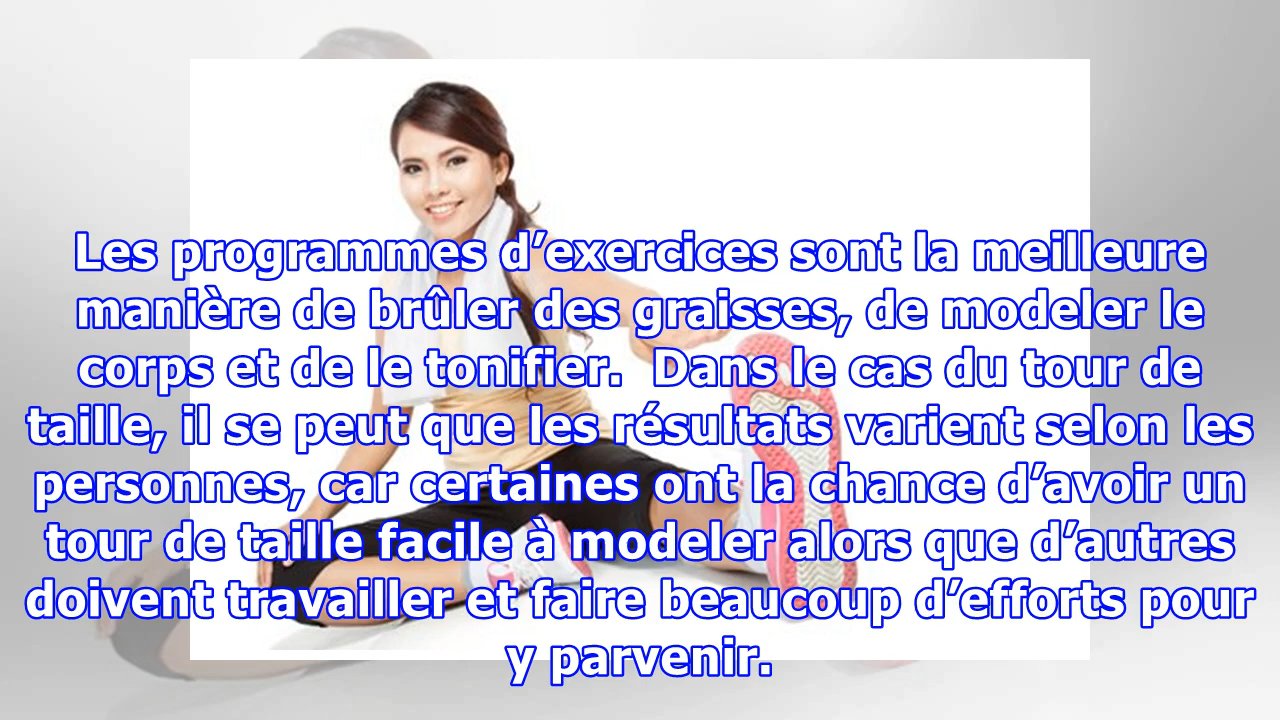 Les programmes d’exercices sont la meilleure
manière de brûler des graisses, de modeler le
corps et de le tonifier.  Dans le cas du tour de
taille, il se peut que les résultats varient selon les
personnes, car certaines ont la chance d’avoir un
tour de taille facile à modeler alors que d’autres
doivent travailler et faire beaucoup d’efforts pour
y parvenir.